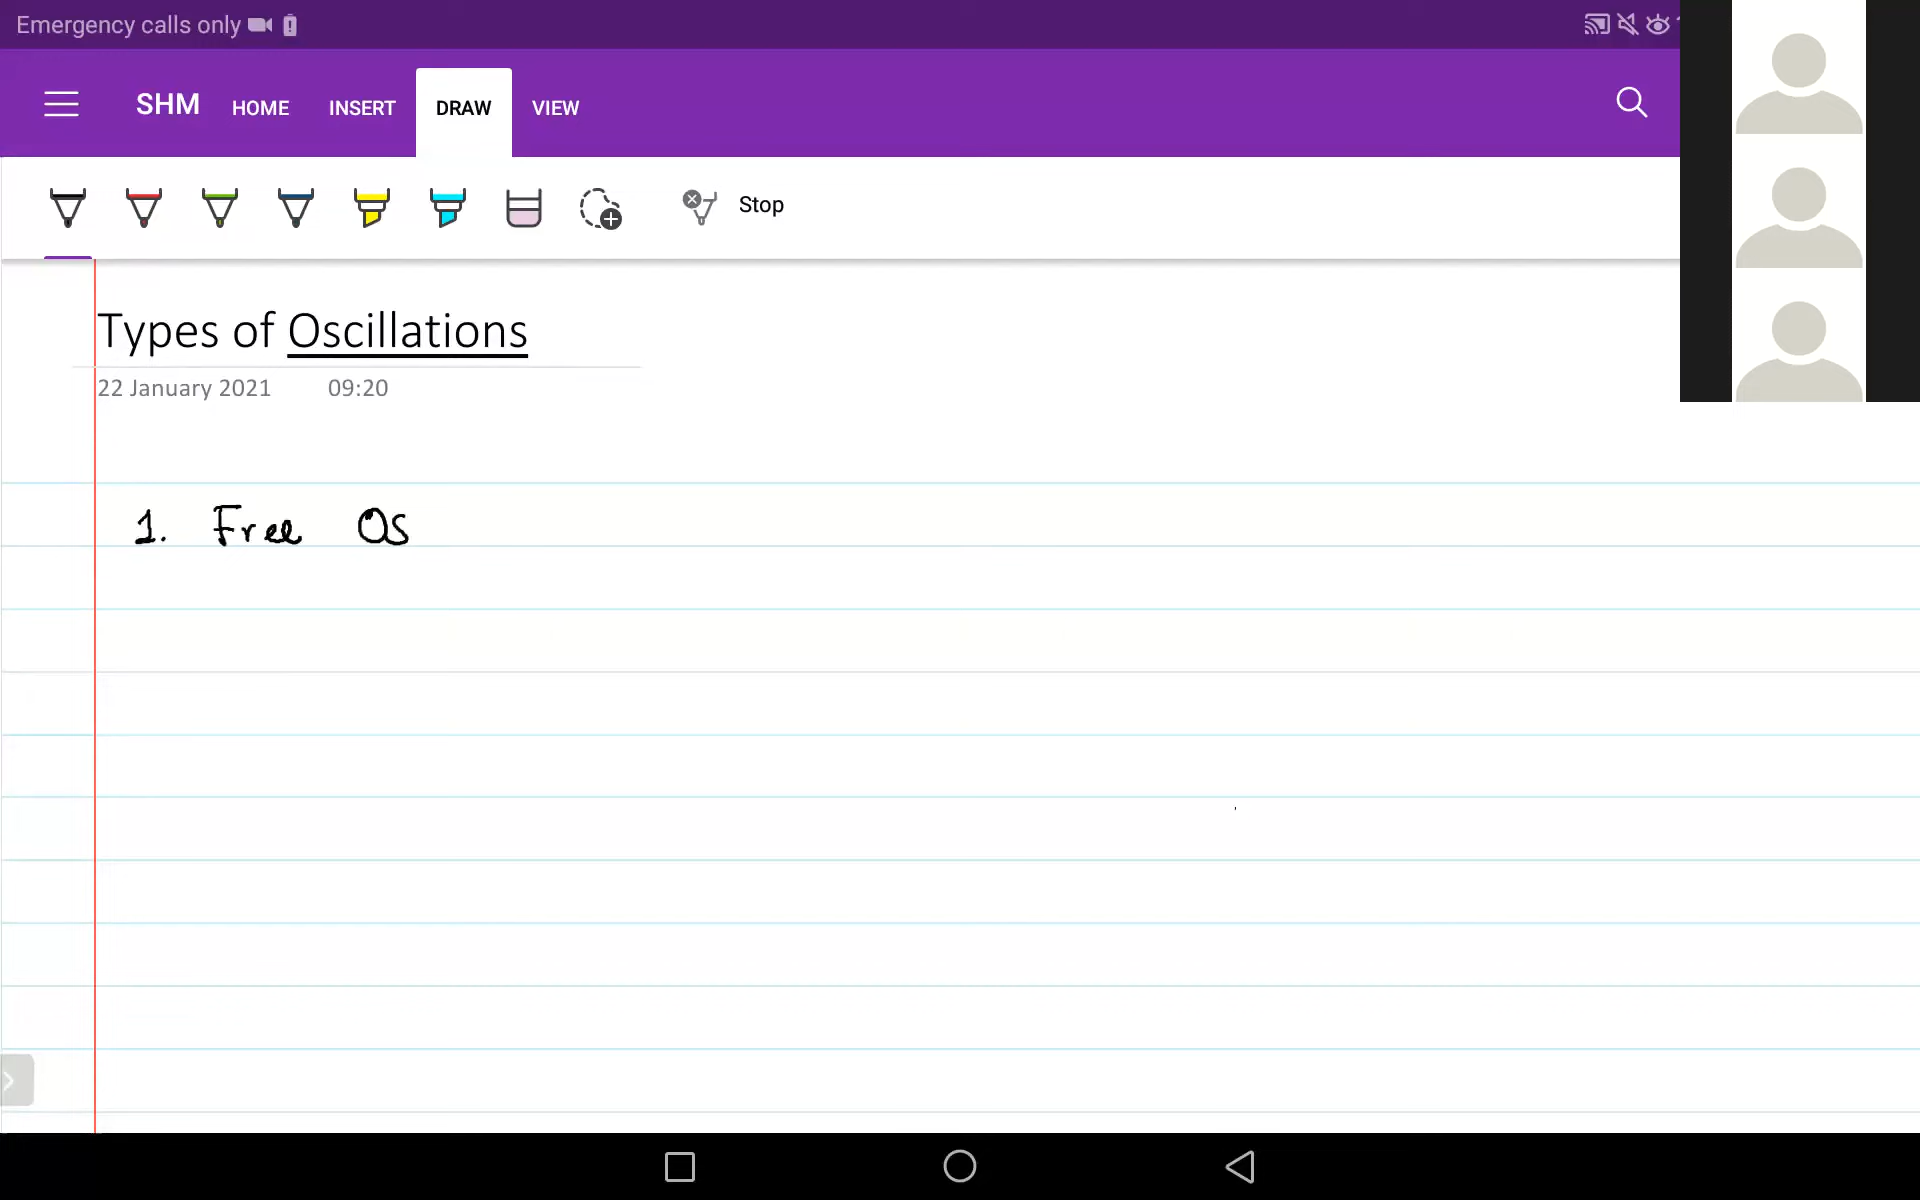 Emergency calls only
SHM HOME INSERT DRAW VIEW
Stop
Types of Oscillations
22 January 2021 09:20
1. Free Os